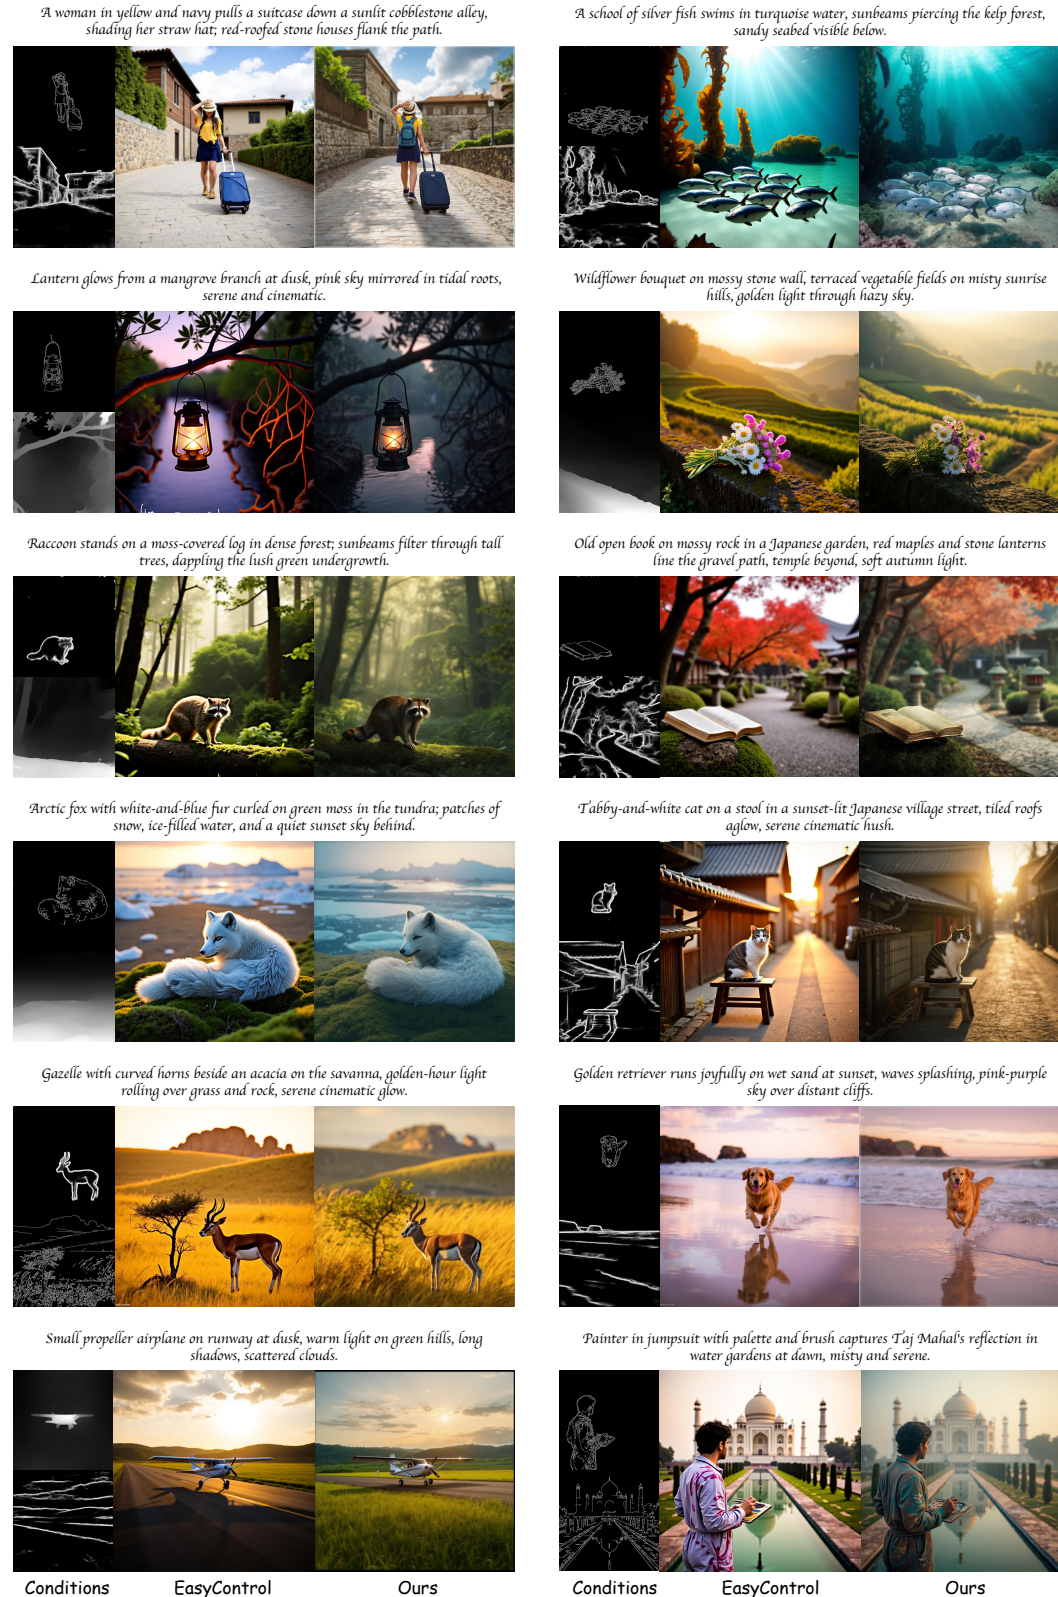 A woman in yellow and navy pulls a suitcase down a sunlit cobblestone alley,
shading her straw hat; red-roofed stone houses flank the path.
A school of silver fish swims in turquoise water, sunbeams piercing the kelp forest,
sandy seabed visible below.
Lantern glows from a mangrove branch at dusk, pink sky mirrored in tidal roots,
serene and cinematic.
Wildflower bouquet on mossy stone wall, terraced vegetable fields on misty sunrise
hills, golden light through hazy sky.
Raccoon stands on a moss-covered log in dense forest; sunbeams filter through tall
trees, dappling the lush green undergrowth.
Old open book on mossy rock in a Japanese garden, red maples and stone lanterns
line the gravel path, temple beyond, soft autumn light.
Arctic fox with white-and-blue fur curled on green moss in the tundra; patches of
snow, ice-filled water, and a quiet sunset sky behind.
Tabby-and-white cat on a stool in a sunset-lit Japanese village street, tiled roofs
aglow, serene cinematic hush.
Gazelle with curved horns beside an acacia on the savanna, golden-hour light
rolling over grass and rock, serene cinematic glow.
Golden retriever runs joyfully on wet sand at sunset, waves splashing, pink-purple
sky over distant cliffs.
Small propeller airplane on runway at dusk, warm light on green hills, long
shadows, scattered clouds.
Painter in jumpsuit with palette and brush captures Taj Mahal's reflection in
water gardens at dawn, misty and serene.
Conditions EasyControl Ours
Conditions EasyControl Ours